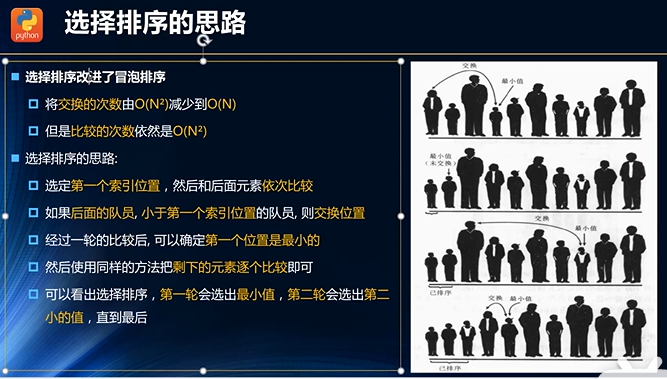 python
选择排序的思路
选择排序改进了冒泡排序
将交换的次数由O(N²)减少到O(N)
但是比较的次数依然是O(N²)
选择排序的思路:
选定第一个索引位置，然后和后面元素依次比较
如果后面的队员, 小于第一个索引位置的队员, 则交换位置
经过一轮的比较后, 可以确定第一个位置是最小的
然后使用同样的方法把剩下的元素逐个比较即可
可以看出选择排序，第一轮会选出最小值，第二轮会选出第二
小的值，直到最后
交换
最小值
最小值
(未交换)
交换
最小值
已排序
交换
最小值
已排序